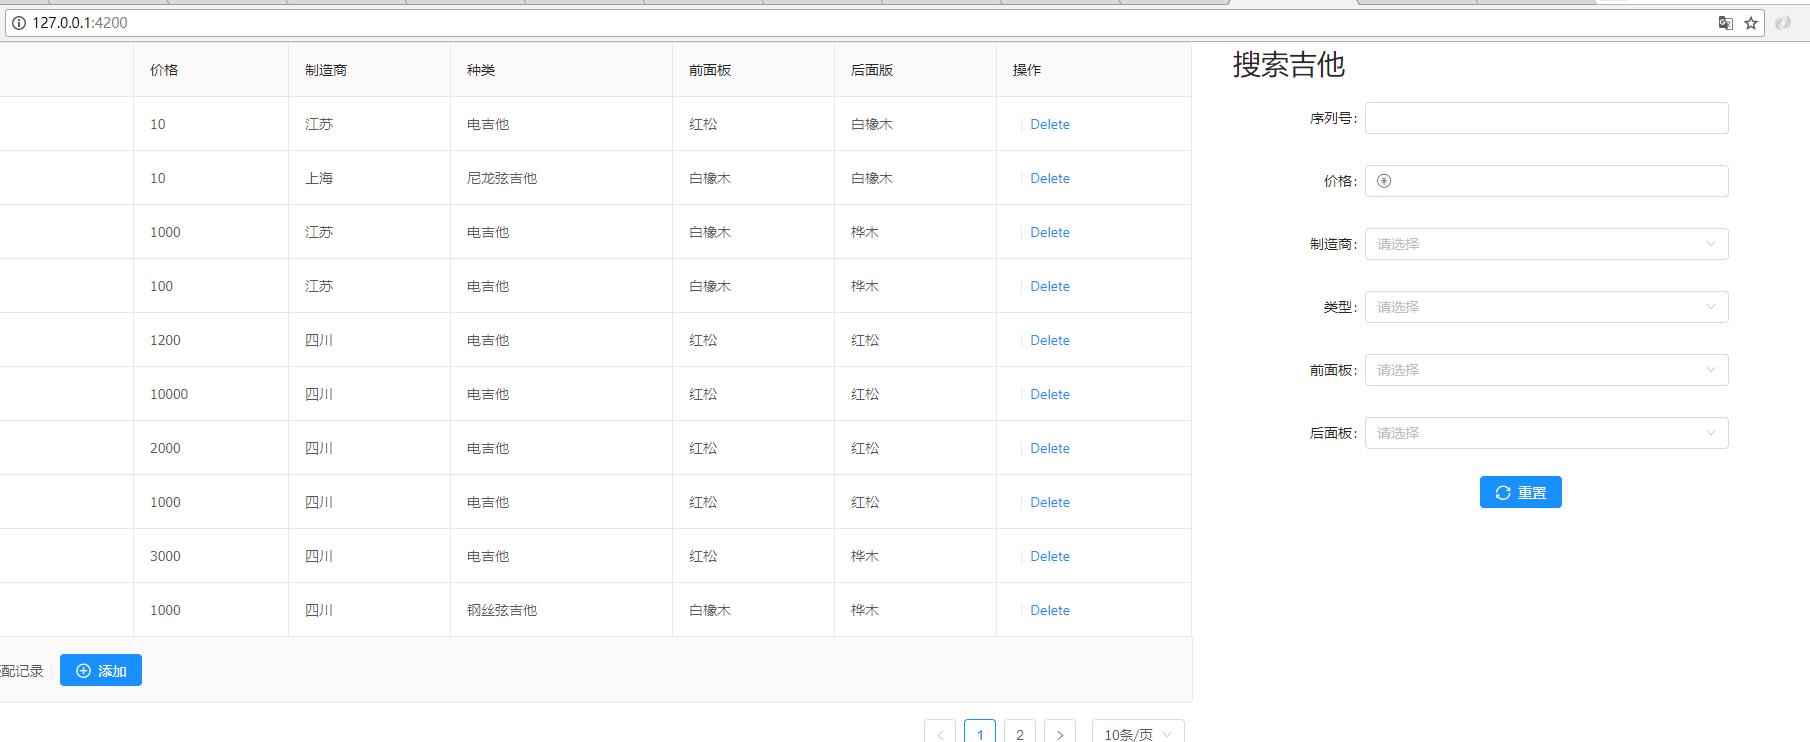 127.0.0.1:4200
价格 制造商 种类 前面板 后面版 操作
10 江苏 电吉他 红松 白橡木 Delete
10 上海 尼龙弦吉他 白橡木 白橡木 Delete
1000 江苏 电吉他 白橡木 桦木 Delete
100 江苏 电吉他 白橡木 桦木 Delete
1200 四川 电吉他 红松 红松 Delete
10000 四川 电吉他 红松 红松 Delete
2000 四川 电吉他 红松 红松 Delete
1000 四川 电吉他 红松 红松 Delete
3000 四川 电吉他 红松 桦木 Delete
1000 四川 钢丝弦吉他 白橡木 桦木 Delete
配记录 添加
< 1 2 > 10条/页
搜索吉他
序列号:
价格: ¥
制造商: 请选择
类型: 请选择
前面板: 请选择
后面板: 请选择
重置